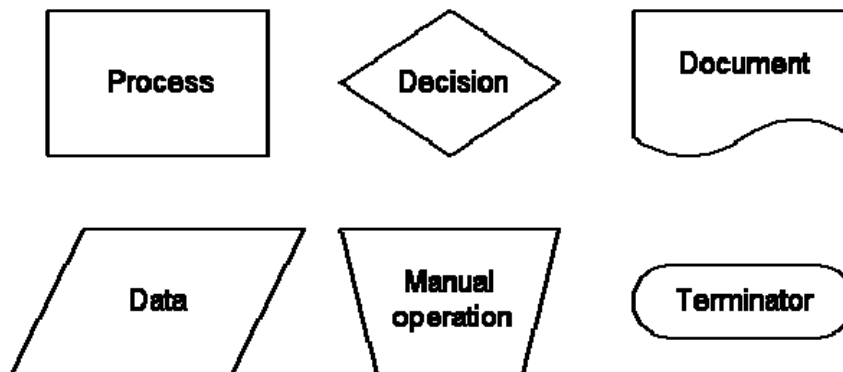 Process
Decision
Document
Data
Manual
operation
Terminator